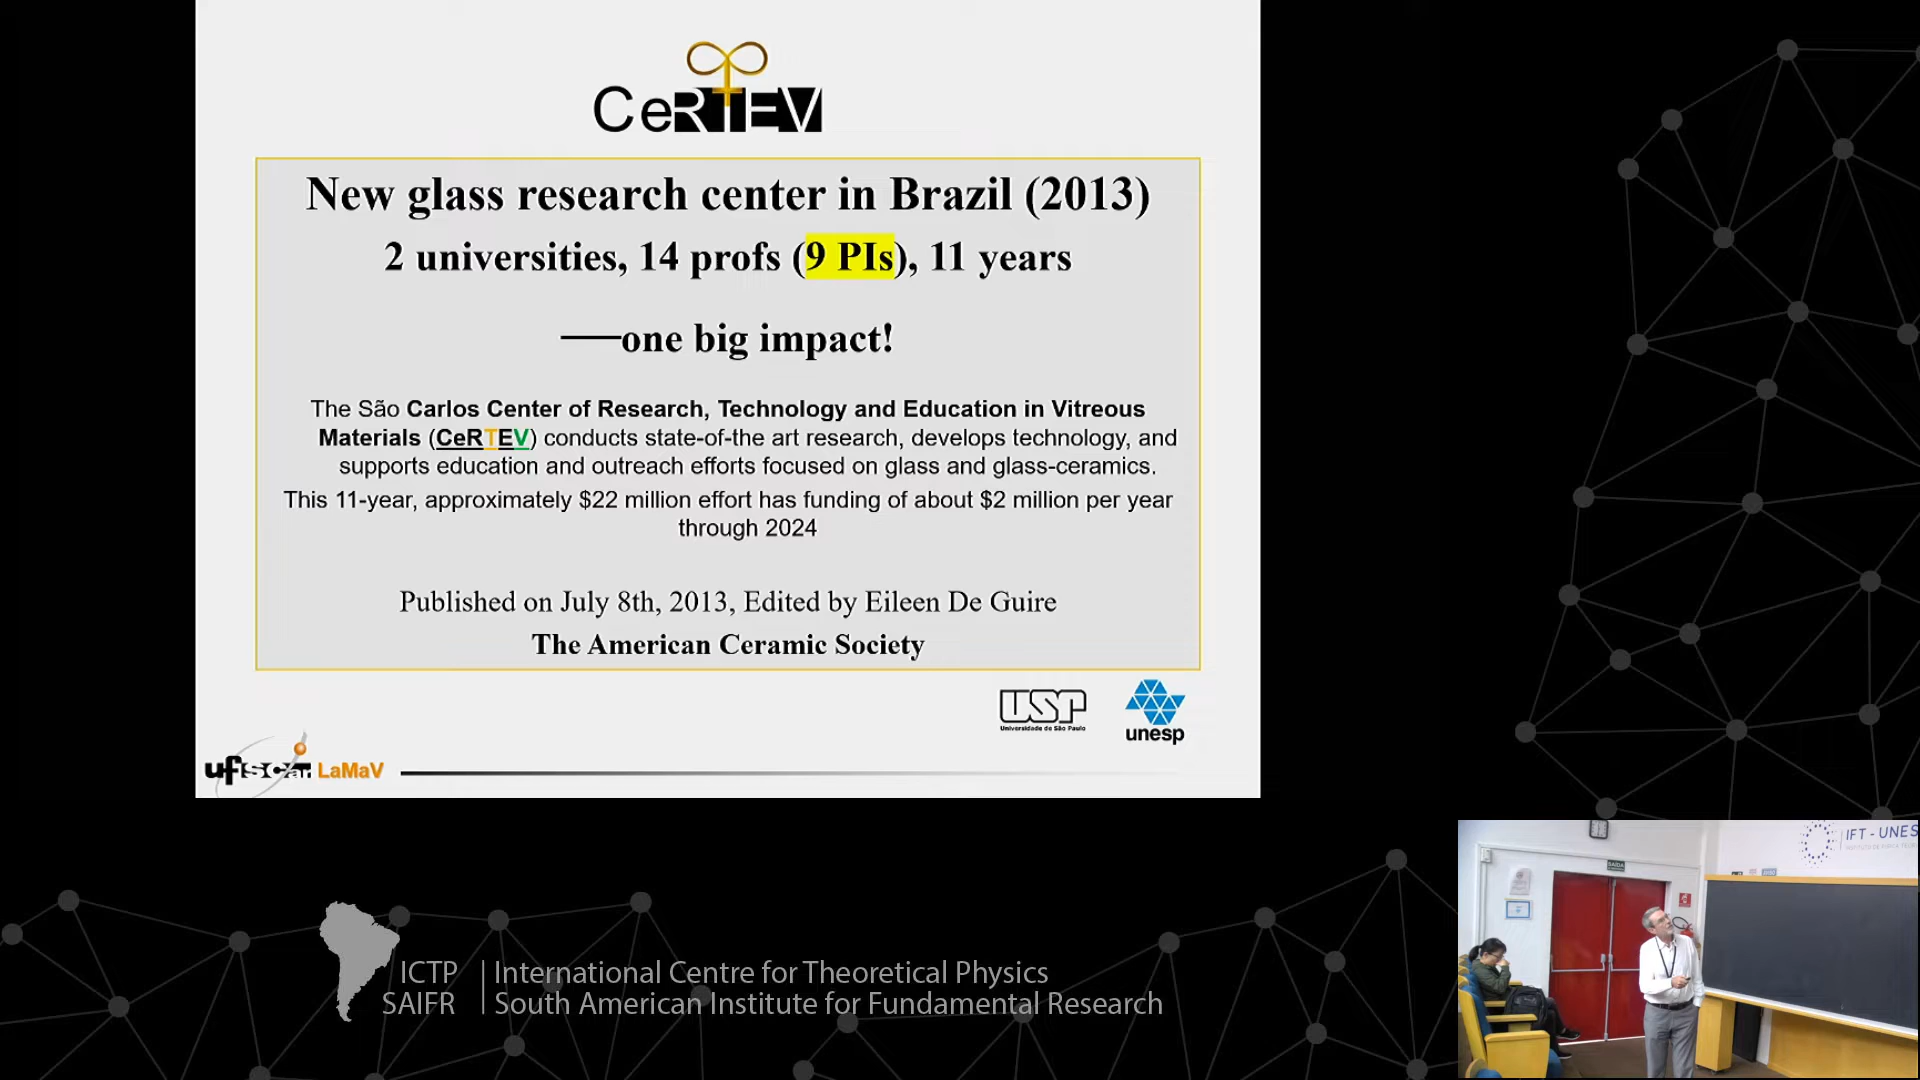 CeRTEV
New glass research center in Brazil (2013)
2 universities, 14 profs (9 PIs), 11 years
—one big impact!
The São Carlos Center of Research, Technology and Education in Vitreous
Materials (CeRTEV) conducts state-of-the art research, develops technology, and
supports education and outreach efforts focused on glass and glass-ceramics.
This 11-year, approximately $22 million effort has funding of about $2 million per year
through 2024
Published on July 8th, 2013, Edited by Eileen De Guire
The American Ceramic Society
USP
Universidade de São Paulo
unesp
ufscar LaMaV
ICTP
SAIFR
International Centre for Theoretical Physics
South American Institute for Fundamental Research
IFT - UNES
SAÍDA